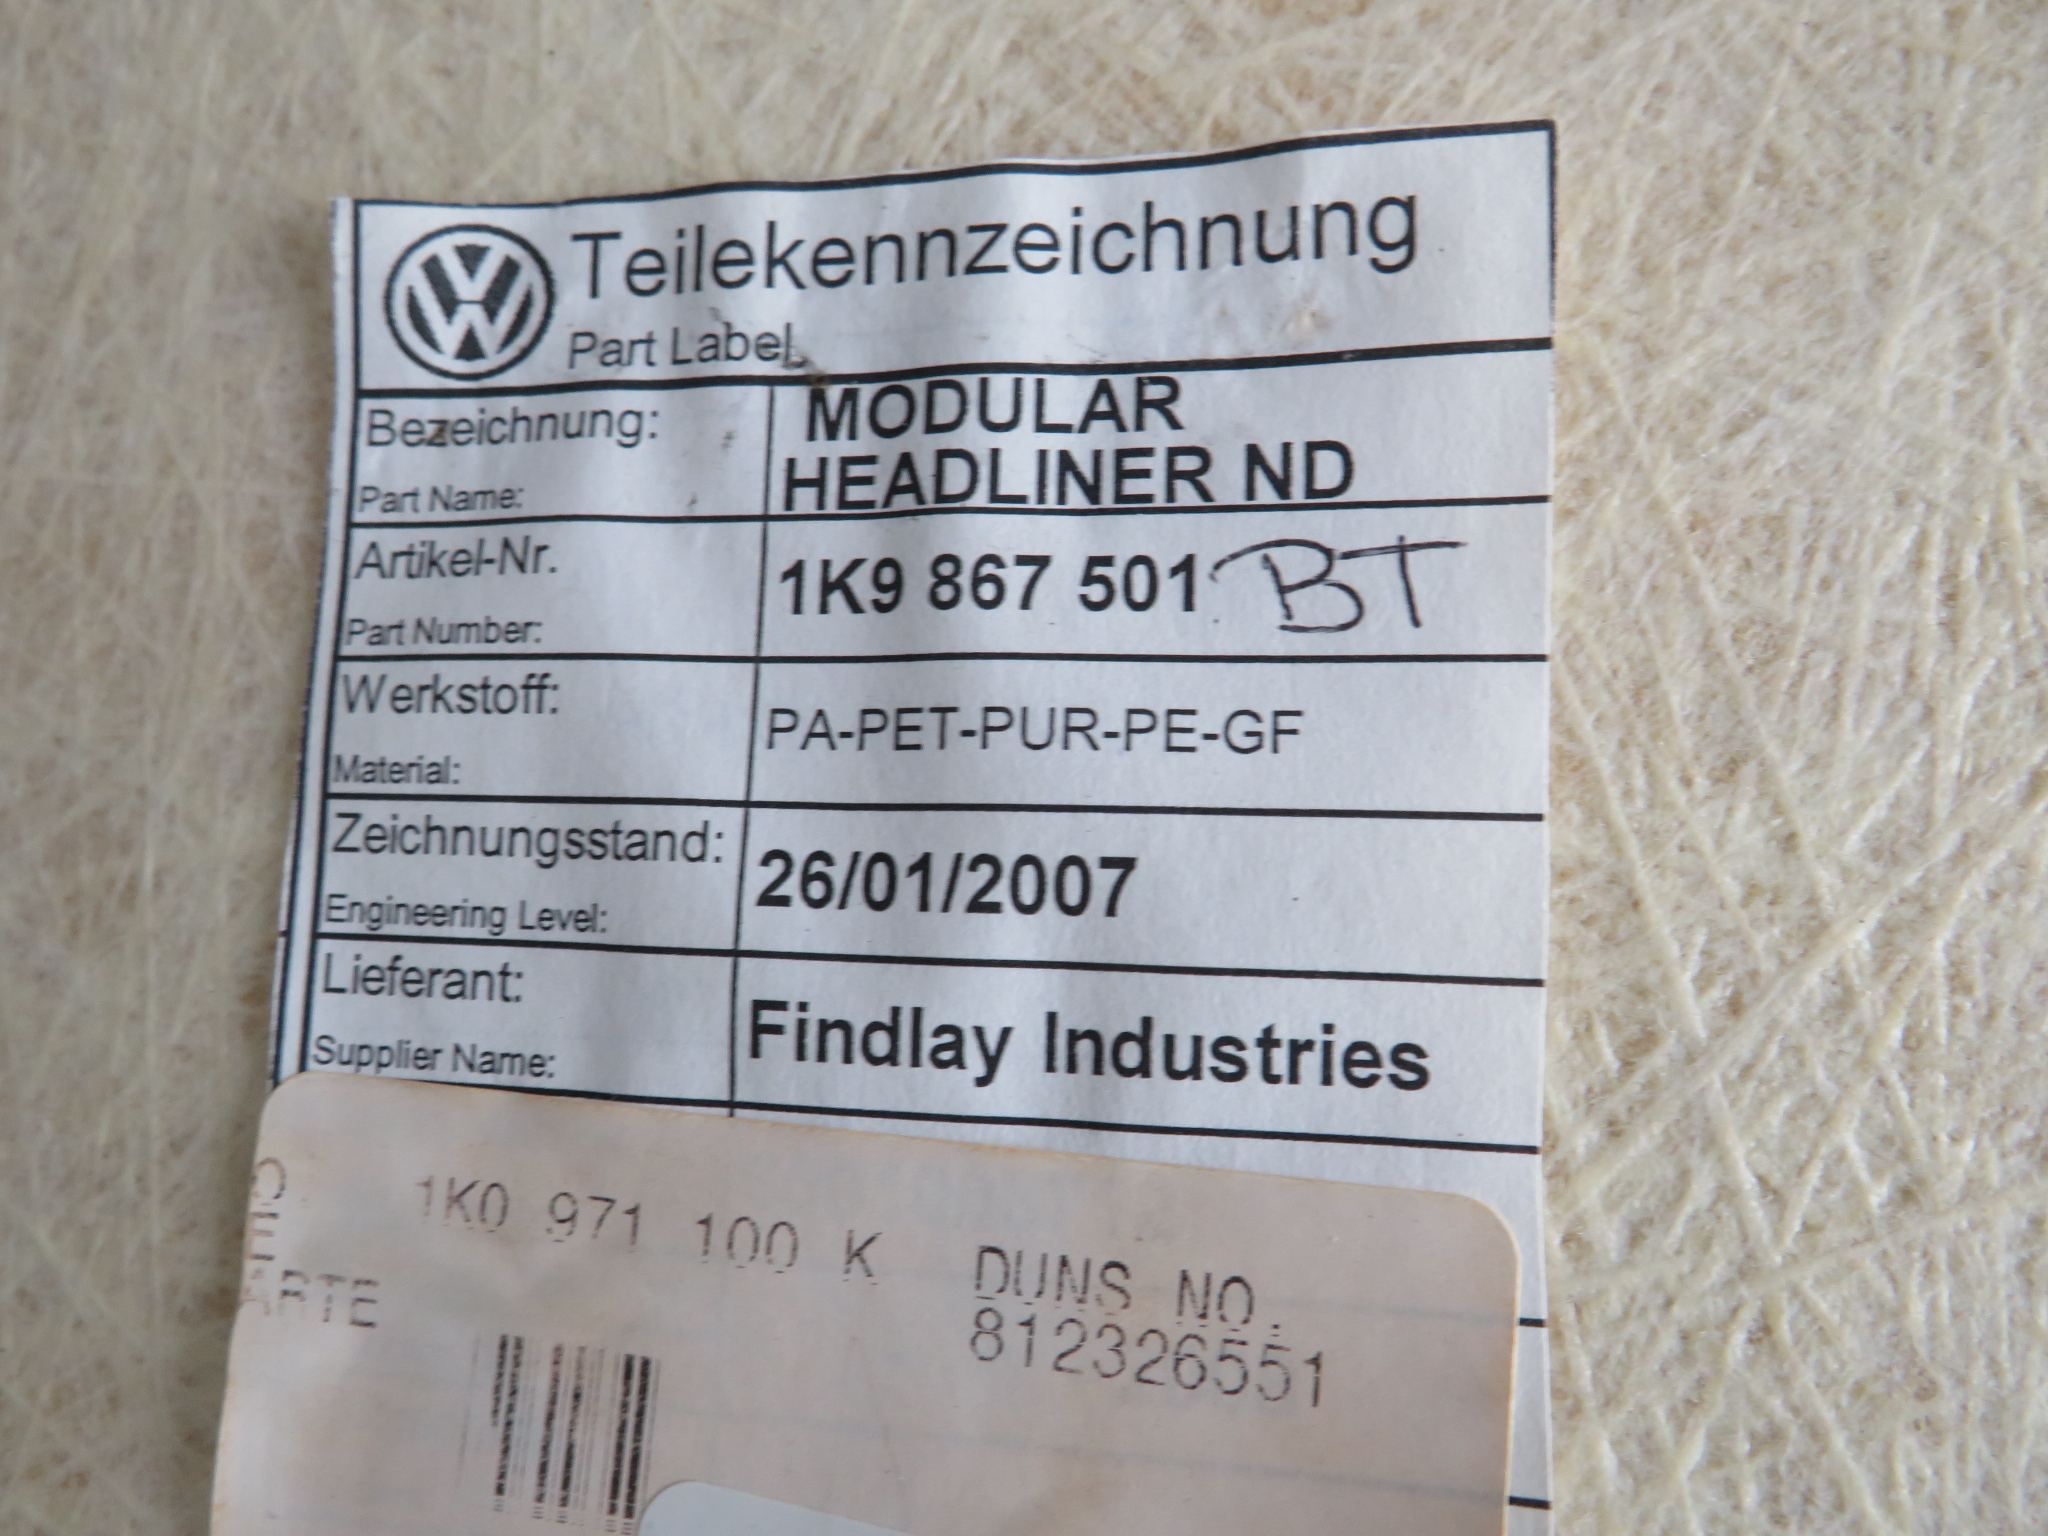 Teilekennzeichnung
Part Label
Bezeichnung:
Part Name:
MODULAR
HEADLINER ND
Artikel-Nr.
Part Number:
1K9 867 501 BT
Werkstoff:
Material:
PA-PET-PUR-PE-GF
Zeichnungsstand:
Engineering Level:
26/01/2007
Lieferant:
Supplier Name:
Findlay Industries
1K0 971 100 K
DUNS NO.
812326551